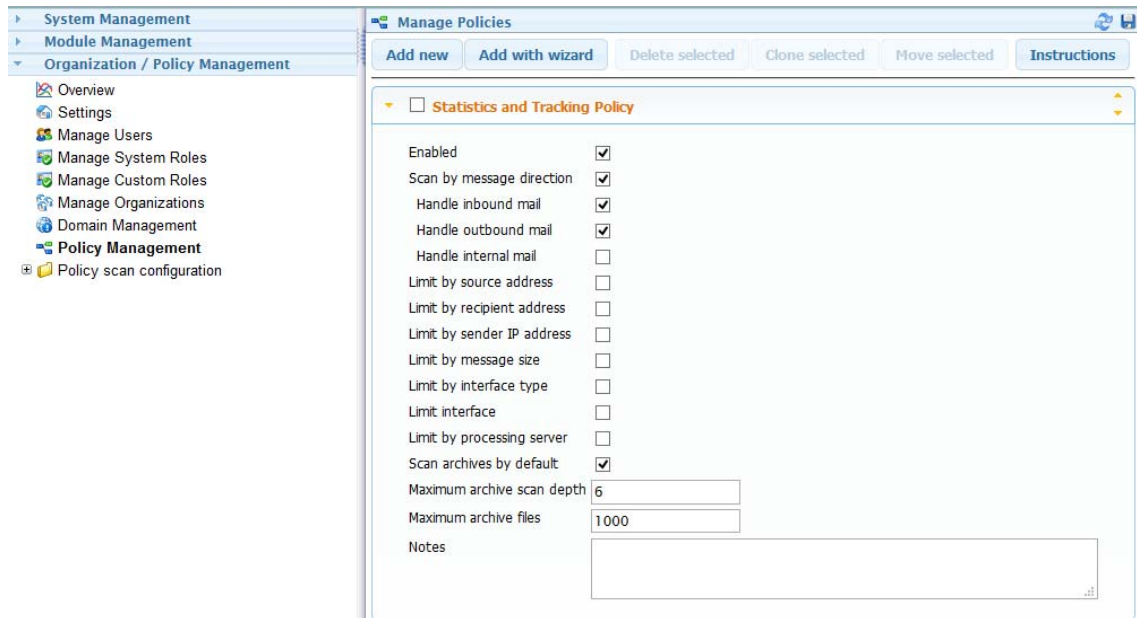 System Management
Module Management
Organization / Policy Management
Overview
Settings
Manage Users
Manage System Roles
Manage Custom Roles
Manage Organizations
Domain Management
Policy Management
Policy scan configuration
Manage Policies
Add new Add with wizard Delete selected Clone selected Move selected Instructions
Statistics and Tracking Policy
Enabled
Scan by message direction
Handle inbound mail
Handle outbound mail
Handle internal mail
Limit by source address
Limit by recipient address
Limit by sender IP address
Limit by message size
Limit by interface type
Limit interface
Limit by processing server
Scan archives by default
Maximum archive scan depth 6
Maximum archive files 1000
Notes